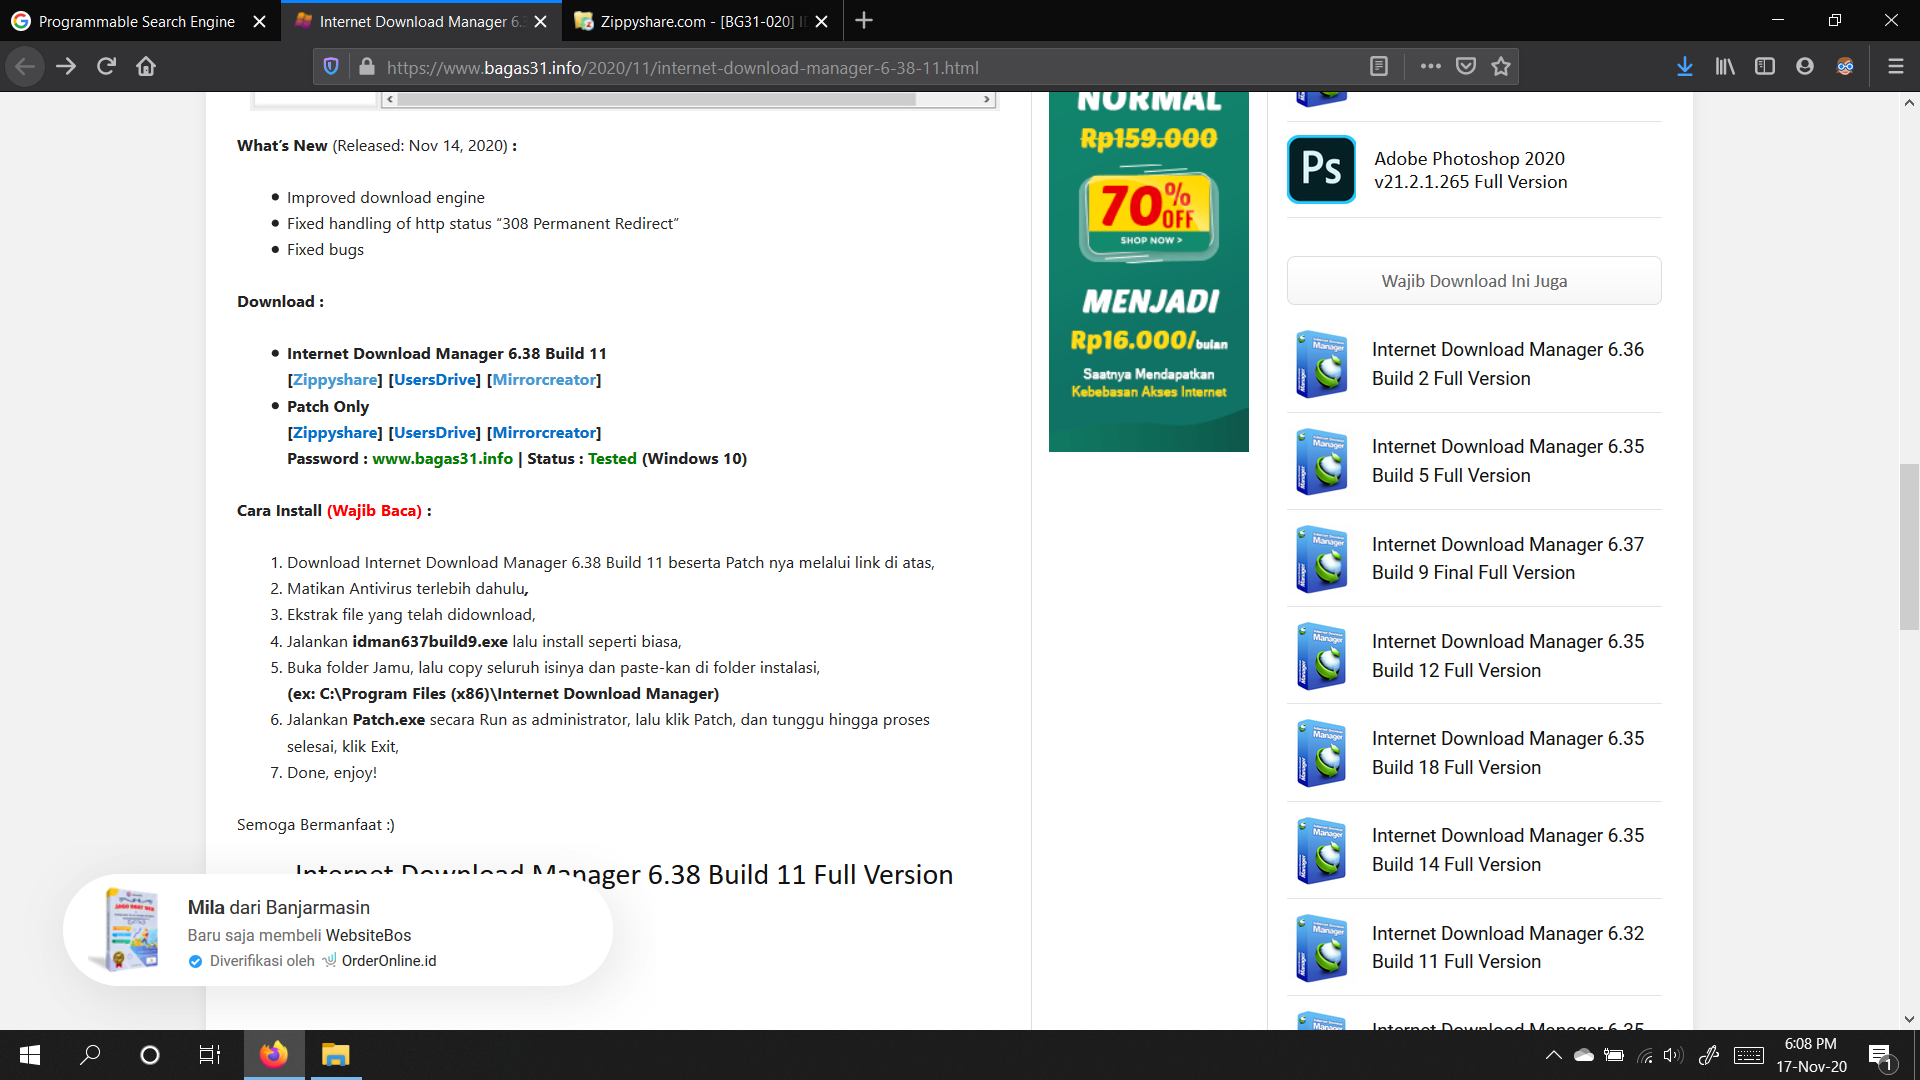 Programmable Search Engine
Internet Download Manager 6.3
Zippyshare.com - [BG31-020] ID
https://www.bagas31.info/2020/11/internet-download-manager-6-38-11.html
What's New (Released: Nov 14, 2020) :
• Improved download engine
• Fixed handling of http status “308 Permanent Redirect”
• Fixed bugs
Download :
• Internet Download Manager 6.38 Build 11
[Zippyshare] [UsersDrive] [Mirrorcreator]
• Patch Only
[Zippyshare] [UsersDrive] [Mirrorcreator]
Password : www.bagas31.info | Status : Tested (Windows 10)
Cara Install (Wajib Baca) :
1. Download Internet Download Manager 6.38 Build 11 beserta Patch nya melalui link di atas,
2. Matikan Antivirus terlebih dahulu,
3. Ekstrak file yang telah didownload,
4. Jalankan idman637build9.exe lalu install seperti biasa,
5. Buka folder Jamu, lalu copy seluruh isinya dan paste-kan di folder instalasi,
(ex: C:\Program Files (x86)\Internet Download Manager)
6. Jalankan Patch.exe secara Run as administrator, lalu klik Patch, dan tunggu hingga proses
selesai, klik Exit,
7. Done, enjoy!
Semoga Bermanfaat :)
Internet Download Manager 6.38 Build 11 Full Version
Mila dari Banjarmasin
Baru saja membeli WebsiteBos
Diverifikasi oleh OrderOnline.id
NORMAL
Rp159.000
70% OFF
SHOP NOW >
MENJADI
Rp16.000/bulan
Saatnya Mendapatkan
Kebebasan Akses Internet
Ps
Adobe Photoshop 2020
v21.2.1.265 Full Version
Wajib Download Ini Juga
Internet Download Manager 6.36
Build 2 Full Version
Internet Download Manager 6.35
Build 5 Full Version
Internet Download Manager 6.37
Build 9 Final Full Version
Internet Download Manager 6.35
Build 12 Full Version
Internet Download Manager 6.35
Build 18 Full Version
Internet Download Manager 6.35
Build 14 Full Version
Internet Download Manager 6.32
Build 11 Full Version
Internet Download Manager 6.35
6:08 PM
17-Nov-20
1